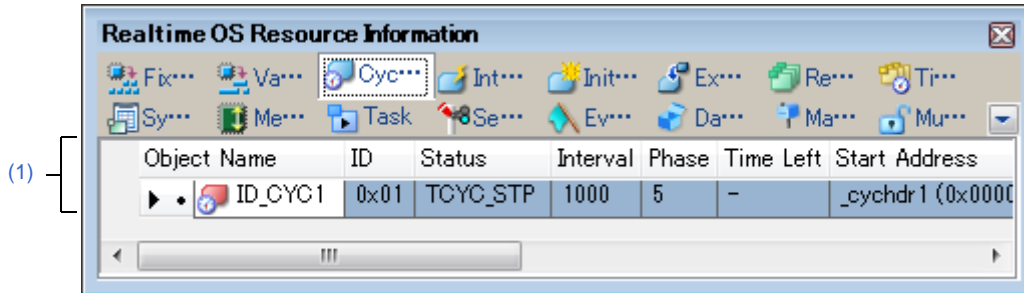 Realtime OS Resource Information
Fix··· Va··· Cyc··· Int··· Init··· Ex··· Re··· Ti···
Sy··· Me··· Task Se··· Ev··· Da··· Ma··· Mu···
(1)
Object Name ID Status Interval Phase Time Left Start Address
ID_CYC1 0x01 TCYC_STP 1000 5 – _cychdr1 (0x0000